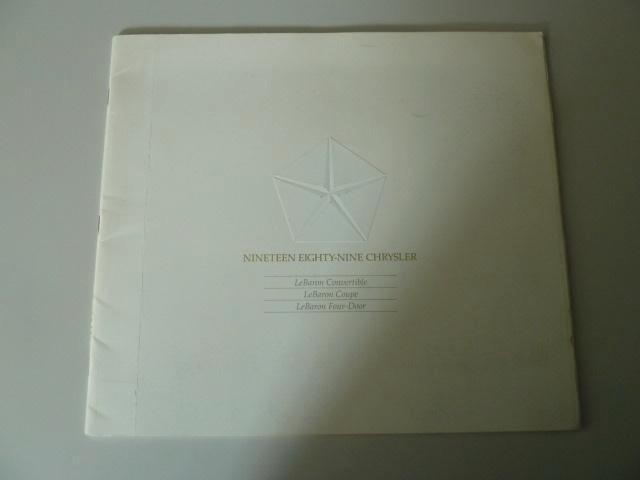 NINETEEN EIGHTY-NINE CHRYSLER
LeBaron Convertible
LeBaron Coupe
LeBaron Four-Door